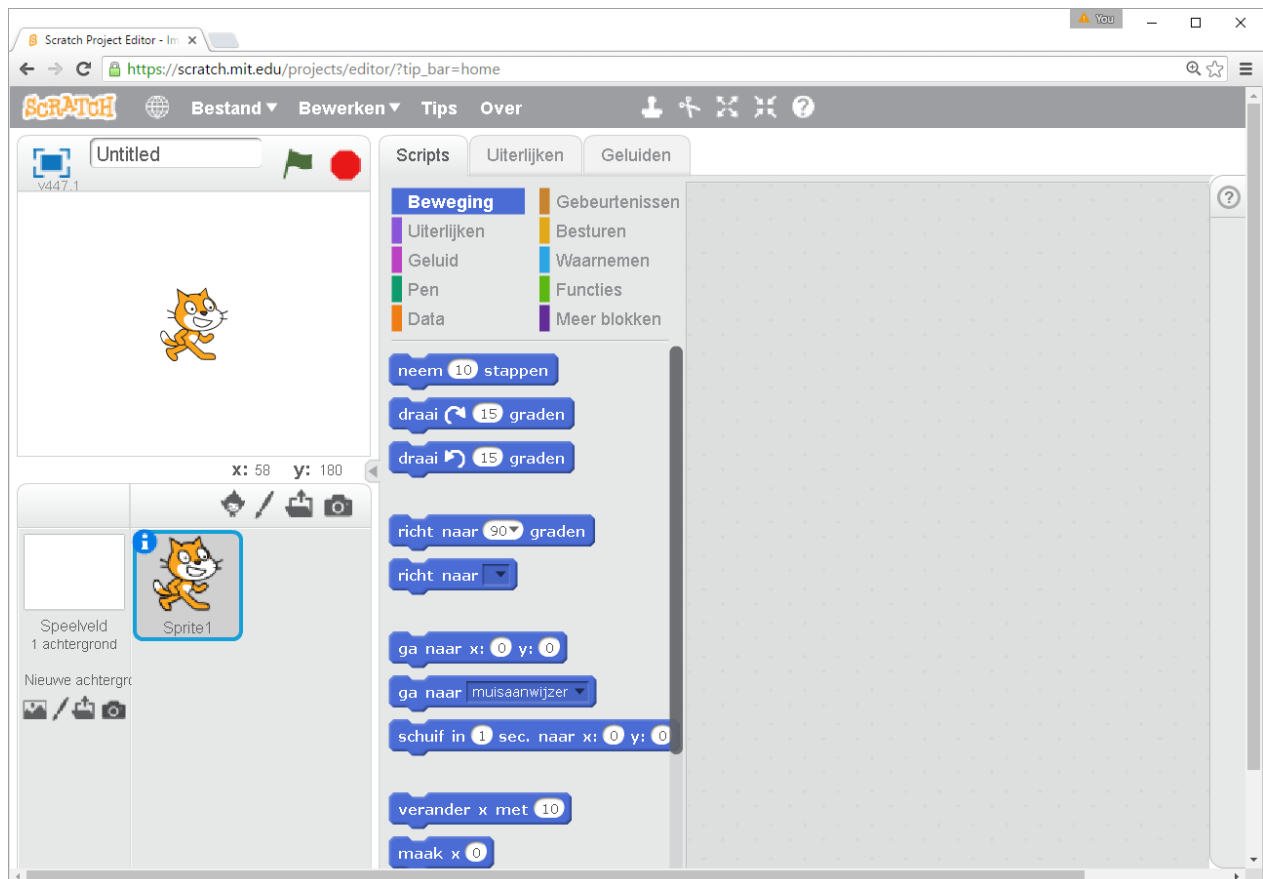 You
Scratch Project Editor - Im
https://scratch.mit.edu/projects/editor/?tip_bar=home
SCRATCH Bestand Bewerken Tips Over
Untitled
v447.1
Scripts Uiterlijken Geluiden
Beweging Gebeurtenissen
Uiterlijken Besturen
Geluid Waarnemen
Pen Functies
Data Meer blokken
neem 10 stappen
draai 15 graden
draai 15 graden
richt naar 90 graden
richt naar
ga naar x: 0 y: 0
ga naar muisaanwijzer
schuif in 1 sec. naar x: 0 y: 0
verander x met 10
maak x 0
x: 58 y: 180
Speelveld
1 achtergrond
Sprite1
Nieuwe achtergr